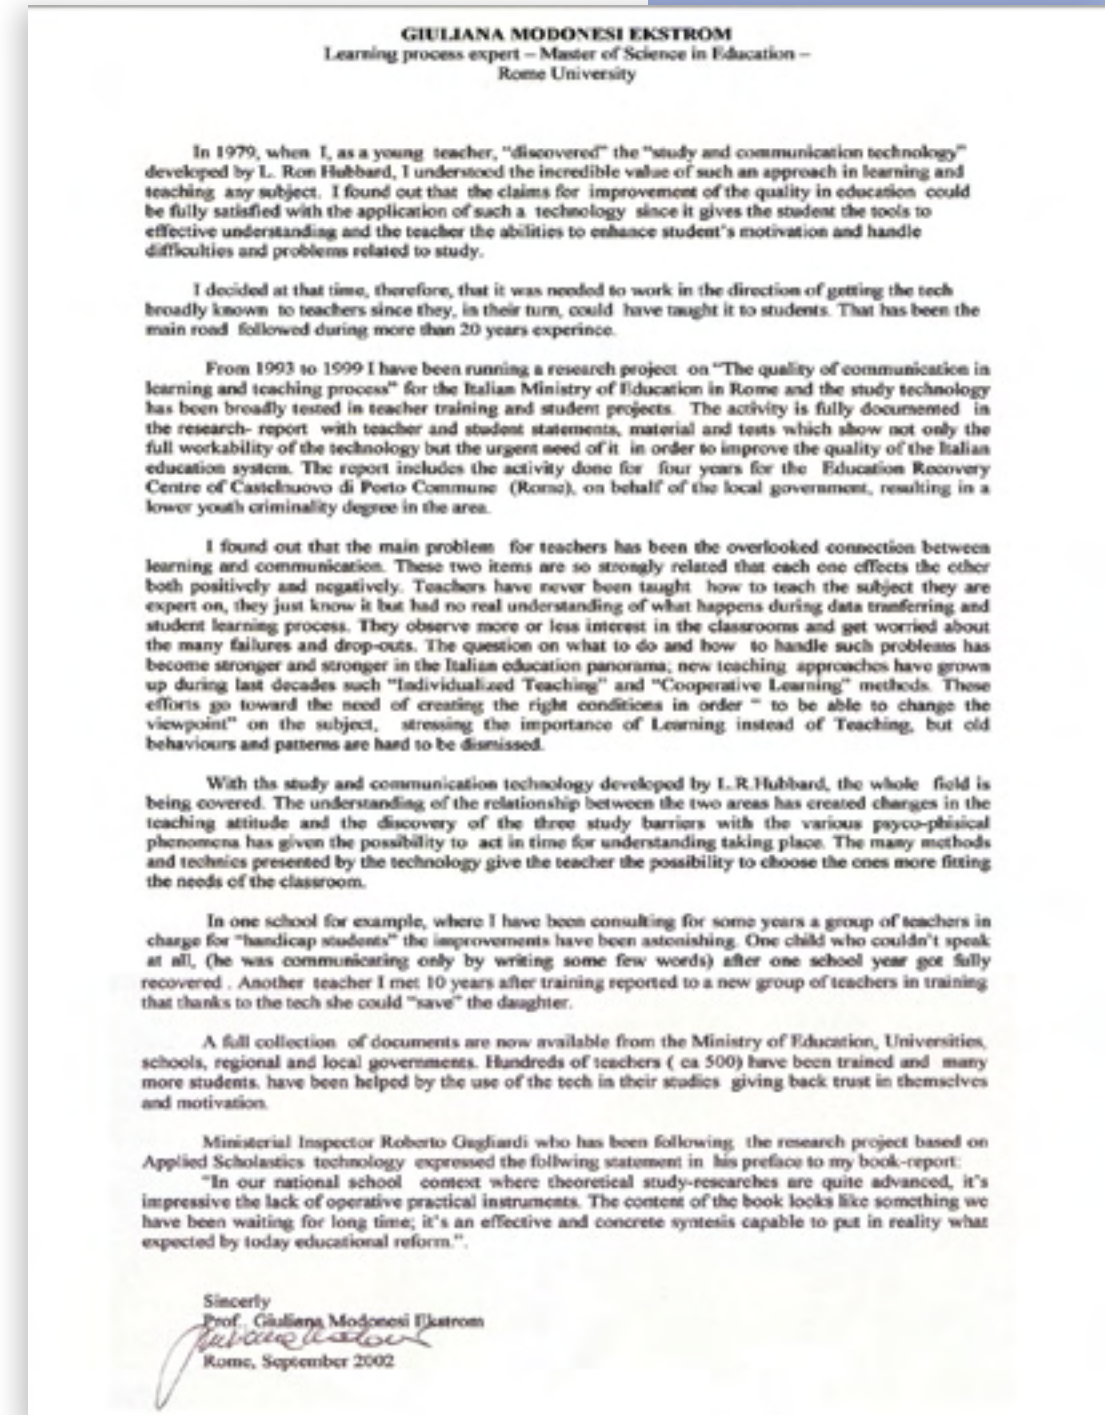 GIULIANA MODONESI EKSTROM
Learning process expert – Master of Science in Education –
Rome University
In 1979, when I, as a young teacher, "discovered" the "study and communication technology"
developed by L. Ron Hubbard, I understood the incredible value of such an approach in learning and
teaching any subject. I found out that the claims for improvement of the quality in education could
be fully satisfied with the application of such a technology since it gives the student the tools to
effective understanding and the teacher the abilities to enhance student's motivation and handle
difficulties and problems related to study.
I decided at that time, therefore, that it was needed to work in the direction of getting the tech
broadly known to teachers since they, in their turn, could have taught it to students. That has been the
main road followed during more than 20 years experince.
From 1993 to 1999 I have been running a research project on "The quality of communication in
learning and teaching process" for the Italian Ministry of Education in Rome and the study technology
has been broadly tested in teacher training and student projects. The activity is fully documented in
the research- report with teacher and student statements, material and tests which show not only the
full workability of the technology but the urgent need of it in order to improve the quality of the Italian
education system. The report includes the activity done for four years for the Education Recovery
Centre of Castelnuovo di Porto Commune (Rome), on behalf of the local government, resulting in a
lower youth criminality degree in the area.
I found out that the main problem for teachers has been the overlooked connection between
learning and communication. These two items are so strongly related that each one effects the other
both positively and negatively. Teachers have never been taught how to teach the subject they are
expert on, they just know it but had no real understanding of what happens during data tranferring and
student learning process. They observe more or less interest in the classrooms and get worried about
the many failures and drop-outs. The question on what to do and how to handle such problems has
become stronger and stronger in the Italian education panorama; new teaching approaches have grown
up during last decades such "Individualized Teaching" and "Cooperative Learning" methods. These
efforts go toward the need of creating the right conditions in order " to be able to change the
viewpoint" on the subject, stressing the importance of Learning instead of Teaching, but old
behaviours and patterns are hard to be dismissed.
With ths study and communication technology developed by L.R.Hubbard, the whole field is
being covered. The understanding of the relationship between the two areas has created changes in the
teaching attitude and the discovery of the three study barriers with the various psyco-phisical
phenomena has given the possibility to act in time for understanding taking place. The many methods
and technics presented by the technology give the teacher the possibility to choose the ones more fitting
the needs of the classroom.
In one school for example, where I have been consulting for some years a group of teachers in
charge for "handicap students" the improvements have been astonishing. One child who couldn't speak
at all, (he was communicating only by writing some few words) after one school year got fully
recovered . Another teacher I met 10 years after training reported to a new group of teachers in training
that thanks to the tech she could "save" the daughter.
A full collection of documents are now available from the Ministry of Education, Universities,
schools, regional and local governments. Hundreds of teachers ( ca 500) have been trained and many
more students. have been helped by the use of the tech in their studies giving back trust in themselves
and motivation.
Ministerial Inspector Roberto Gagliardi who has been following the research project based on
Applied Scholastics technology expressed the follwing statement in his preface to my book-report:
"In our national school context where theoretical study-researches are quite advanced, it's
impressive the lack of operative practical instruments. The content of the book looks like something we
have been waiting for long time; it's an effective and concrete syntesis capable to put in reality what
expected by today educational reform.".
Sincerly
Prof. Giuliana Modonesi Ekstrom
Rome, September 2002